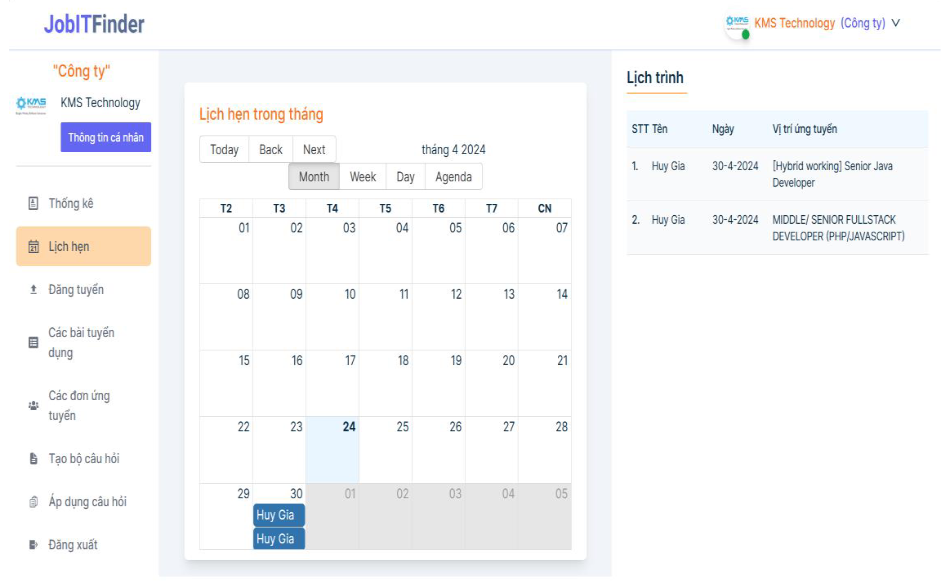 JobITFinder
KMS Technology (Công ty)
"Công ty"
KMS
KMS Technology
Thông tin cá nhân
Thống kê
Lịch hẹn
Đăng tuyển
Các bài tuyển
dụng
Các đơn ứng
tuyển
Tạo bộ câu hỏi
Áp dụng câu hỏi
Đăng xuất
Lịch hẹn trong tháng
Today Back Next
tháng 4 2024
Month Week Day Agenda
T2 T3 T4 T5 T6 T7 CN
01 02 03 04 05 06 07
08 09 10 11 12 13 14
15 16 17 18 19 20 21
22 23 24 25 26 27 28
29 30 01 02 03 04 05
Huy Gia
Huy Gia
Lịch trình
STT Tên Ngày Vị trí ứng tuyển
1. Huy Gia 30-4-2024 [Hybrid working] Senior Java
Developer
2. Huy Gia 30-4-2024 MIDDLE/ SENIOR FULLSTACK
DEVELOPER (PHP/JAVASCRIPT)